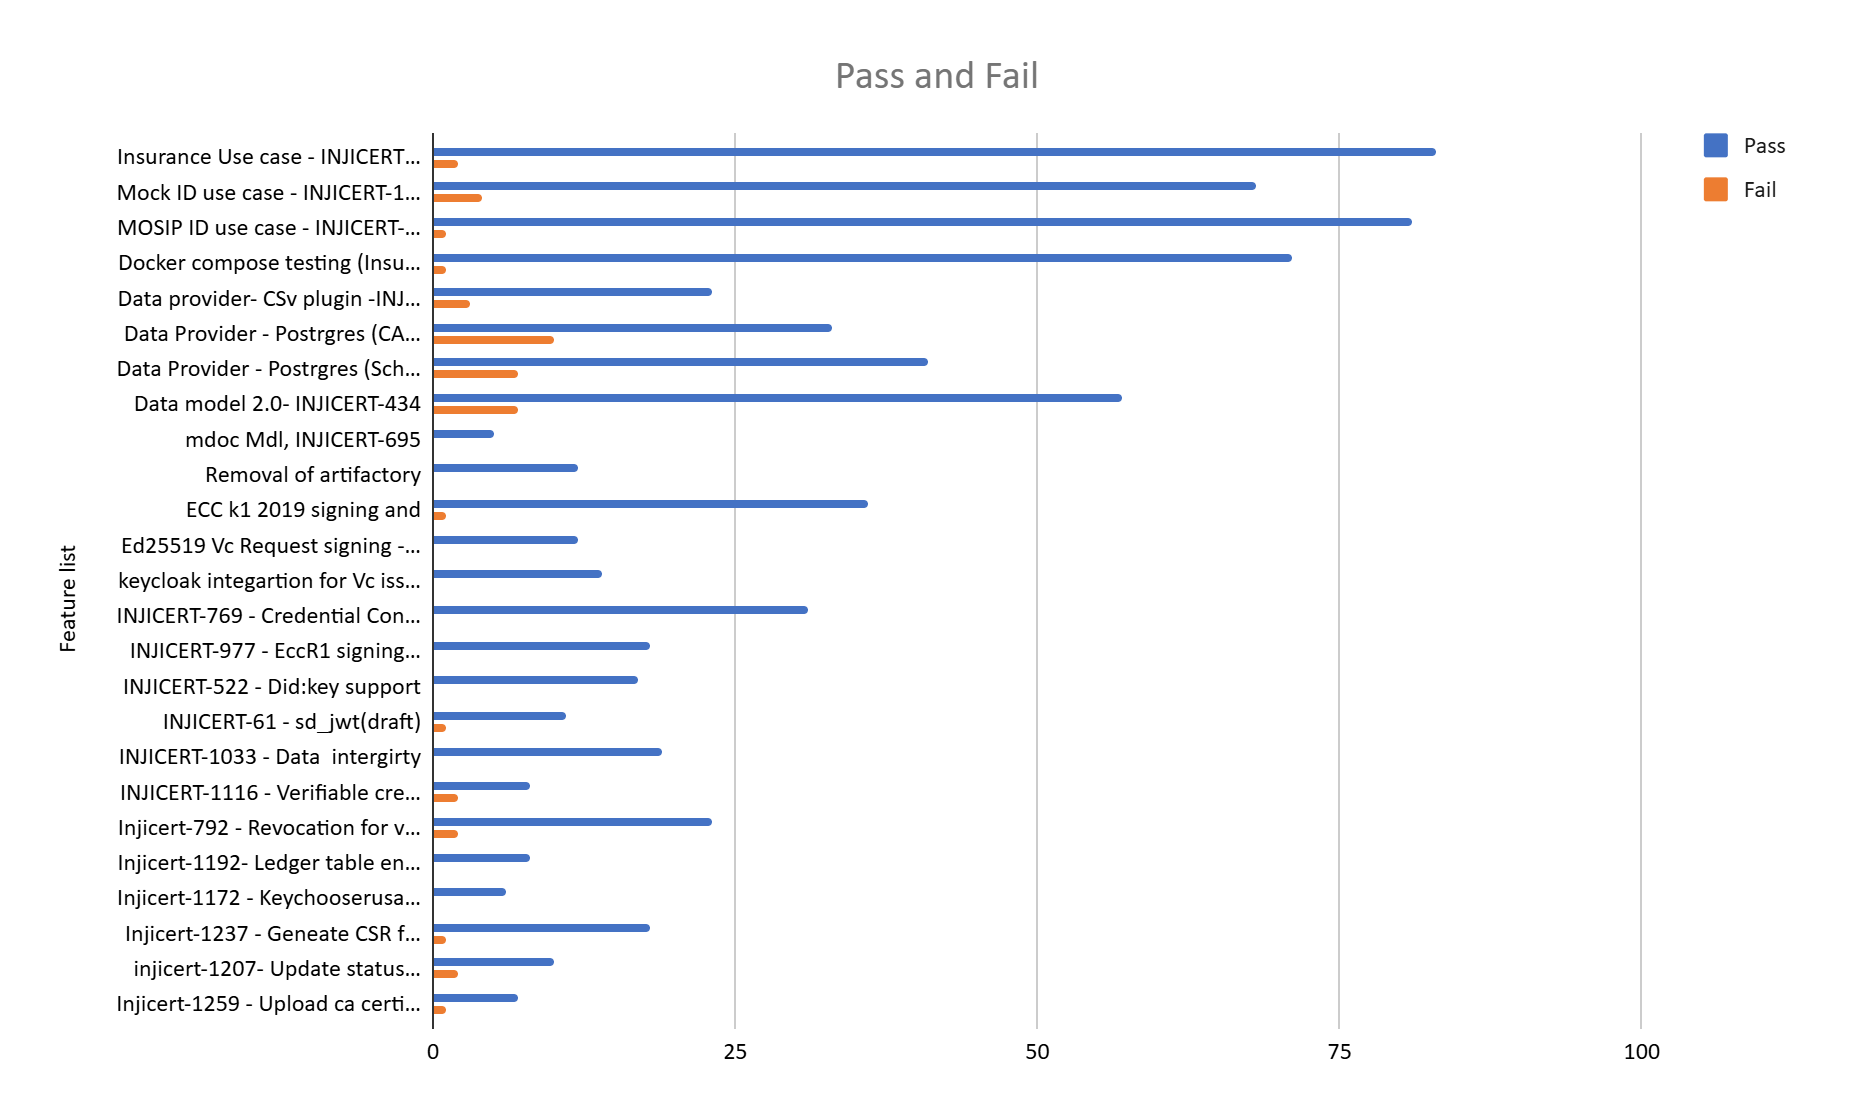 Pass and Fail
Insurance Use case - INJICERT...
Mock ID use case - INJICERT-1...
MOSIP ID use case - INJICERT-...
Docker compose testing (Insu...
Data provider- CSv plugin -INJ...
Data Provider - Postrgres (CA...
Data Provider - Postrgres (Sch...
Data model 2.0- INJICERT-434
mdoc Mdl, INJICERT-695
Removal of artifactory
ECC k1 2019 signing and
Ed25519 Vc Request signing -...
keycloak integartion for Vc iss...
INJICERT-769 - Credential Con...
INJICERT-977 - EccR1 signing...
INJICERT-522 - Did:key support
INJICERT-61 - sd_jwt(draft)
INJICERT-1033 - Data  intergirty
INJICERT-1116 - Verifiable cre...
Injicert-792 - Revocation for v...
Injicert-1192- Ledger table en...
Injicert-1172 - Keychooserusa...
Injicert-1237 - Geneate CSR f...
injicert-1207- Update status...
Injicert-1259 - Upload ca certi...
Feature list
0 25 50 75 100
Pass
Fail